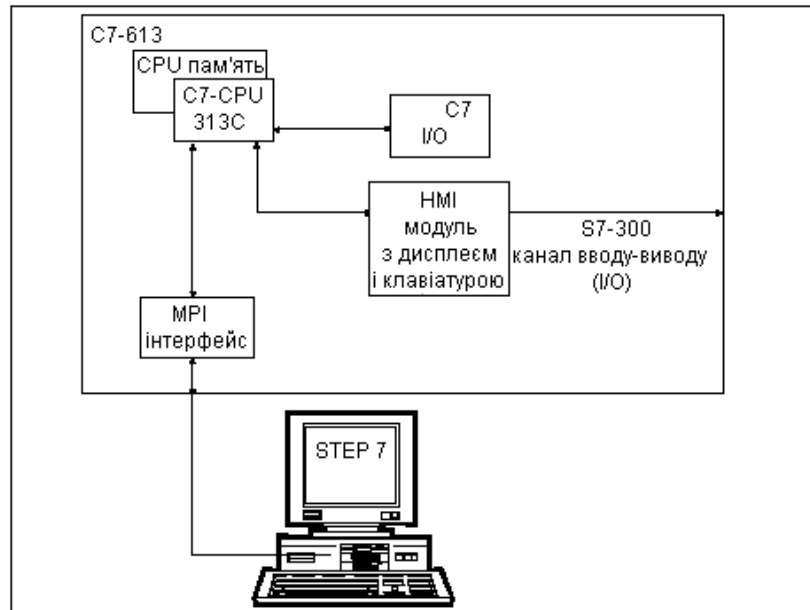 C7-613
CPU пам'ять
C7-CPU
313C
C7
I/O
HMI
модуль
з дисплеєм
і клавіатурою
S7-300
канал вводу-виводу
(I/O)
MPI
інтерфейс
STEP 7